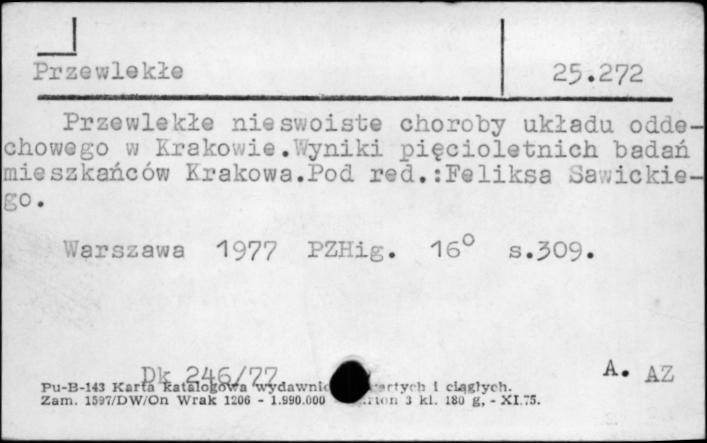 Przewlekłe 25.272
Przewlekłe nieswoiste choroby układu odde-
chowego w Krakowie.Wyniki pięcioletnich badań
mieszkańców Krakowa.Pod red.:Feliksa Sawickie-
go.
Warszawa 1977 PZHig. 16° s.309.
Dk 246/77 A. AZ
Pu-B-143 Karta katalogowa i ciągłych.
Zam. 1597/DW/On Wrak 1206 - 1.990.000 3 kl. 180 g, - XI.75.